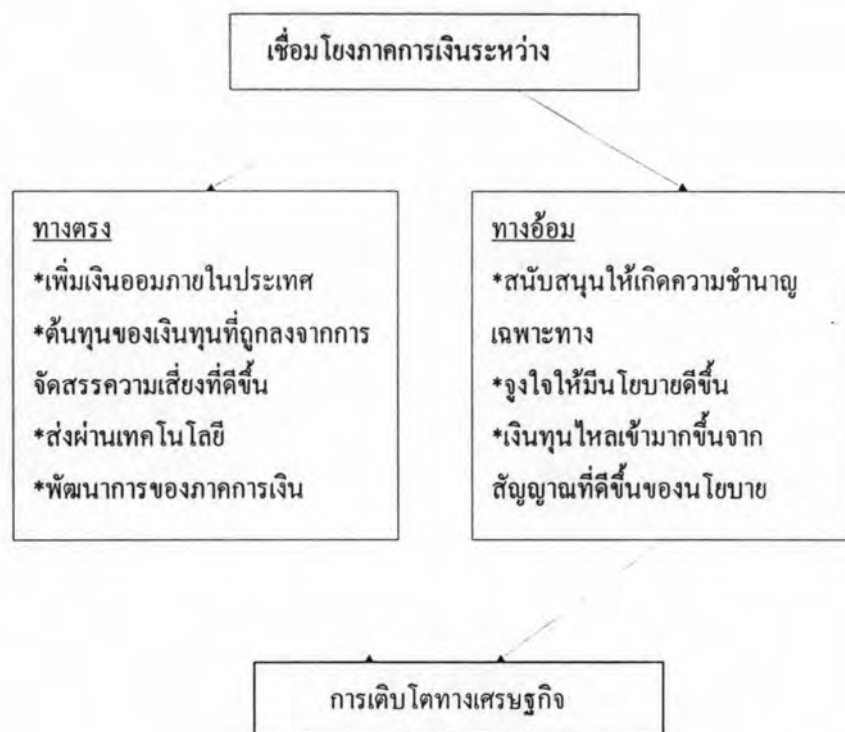 เชื่อมโยงภาคการเงินระหว่าง
ทางตรง
*เพิ่มเงินออมภายในประเทศ
*ต้นทุนของเงินทุนที่ถูกลงจากการ
จัดสรรความเสี่ยงที่ดีขึ้น
*ส่งผ่านเทคโนโลยี
*พัฒนาการของภาคการเงิน
ทางอ้อม
*สนับสนุนให้เกิดความชำนาญ
เฉพาะทาง
*จูงใจให้มีนโยบายดีขึ้น
*เงินทุนไหลเข้ามากขึ้นจาก
สัญญาณที่ดีขึ้นของนโยบาย
การเติบโตทางเศรษฐกิจ